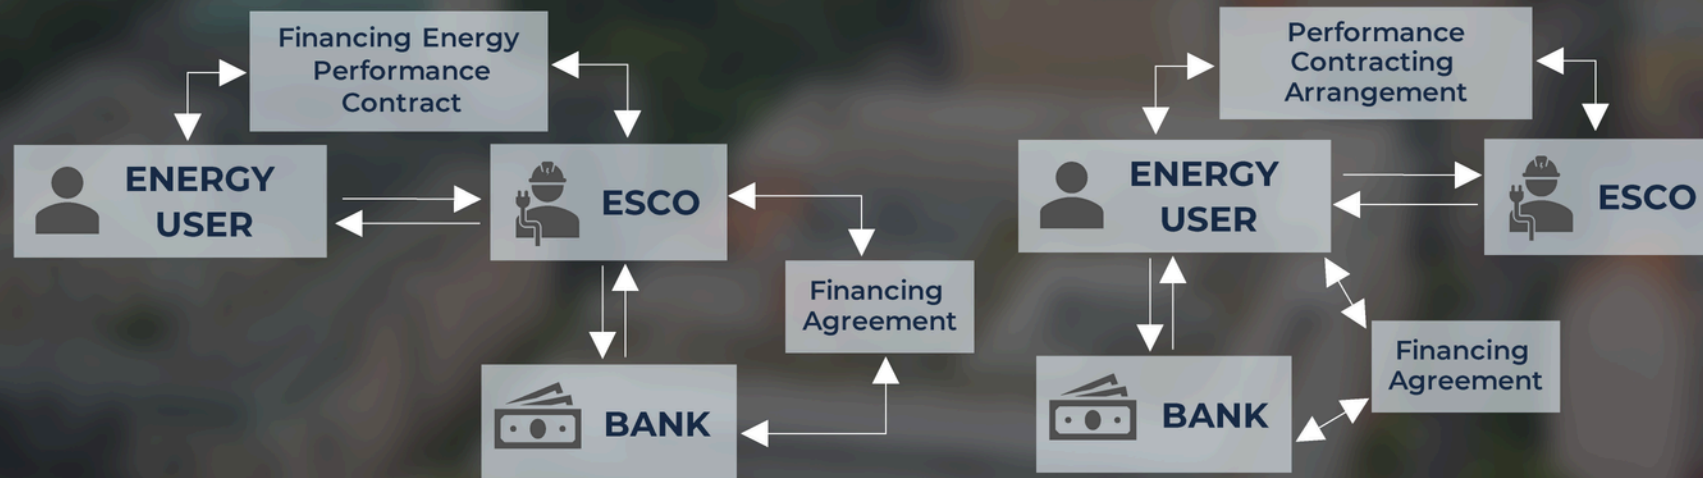 Financing Energy
Performance
Contract
ENERGY
USER
ESCO
Financing
Agreement
BANK
Performance
Contracting
Arrangement
ENERGY
USER
ESCO
Financing
Agreement
BANK